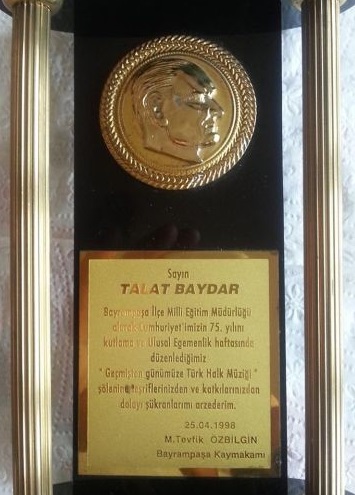 Sayın
TALAT BAYDAR
Bayrampaşa İlçe Milli Eğitim Müdürlüğü
olarak Cumhuriyet'imizin 75. yılını
kutlama ve Ulusal Egemenlik haftasında
düzenlediğimiz
" Geçmişten günümüze Türk Halk Müziği "
şölenine teşriflerinizden ve katkılarınızdan
dolayı şükranlarımı arzederim.
25.04.1998
M.Tevfik ÖZBİLGİN
Bayrampaşa Kaymakamı